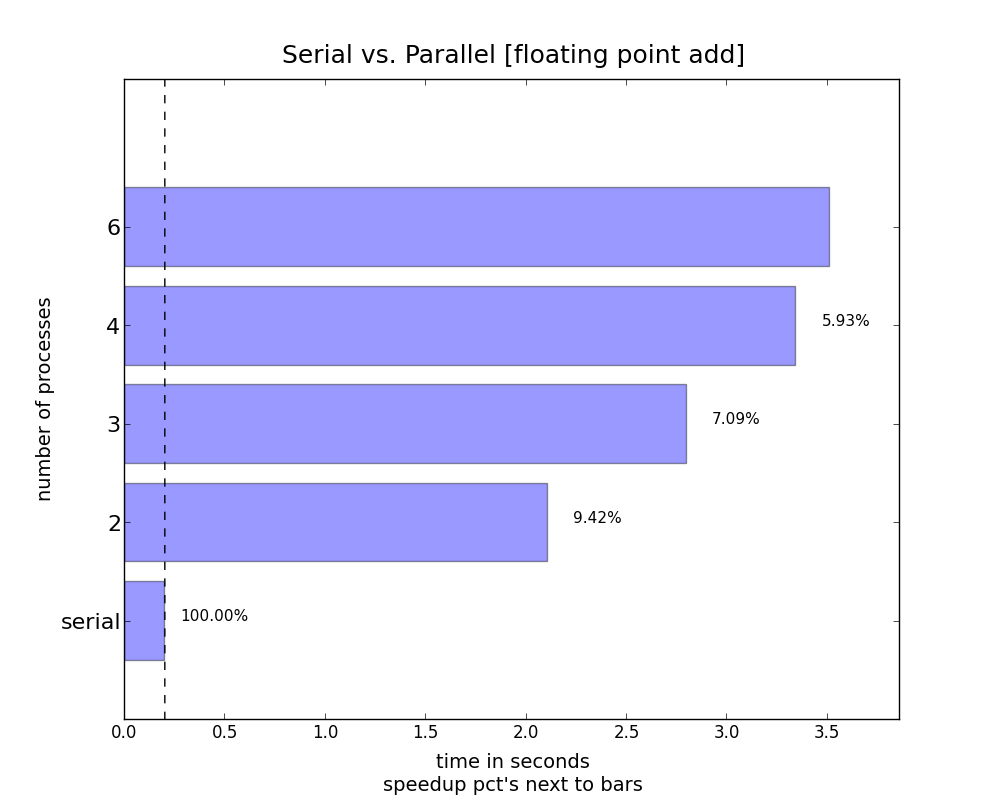 Serial vs. Parallel [floating point add]
number of processes
6
4
5.93%
3
7.09%
2
9.42%
serial
100.00%
0.0 0.5 1.0 1.5 2.0 2.5 3.0 3.5
time in seconds
speedup pct's next to bars